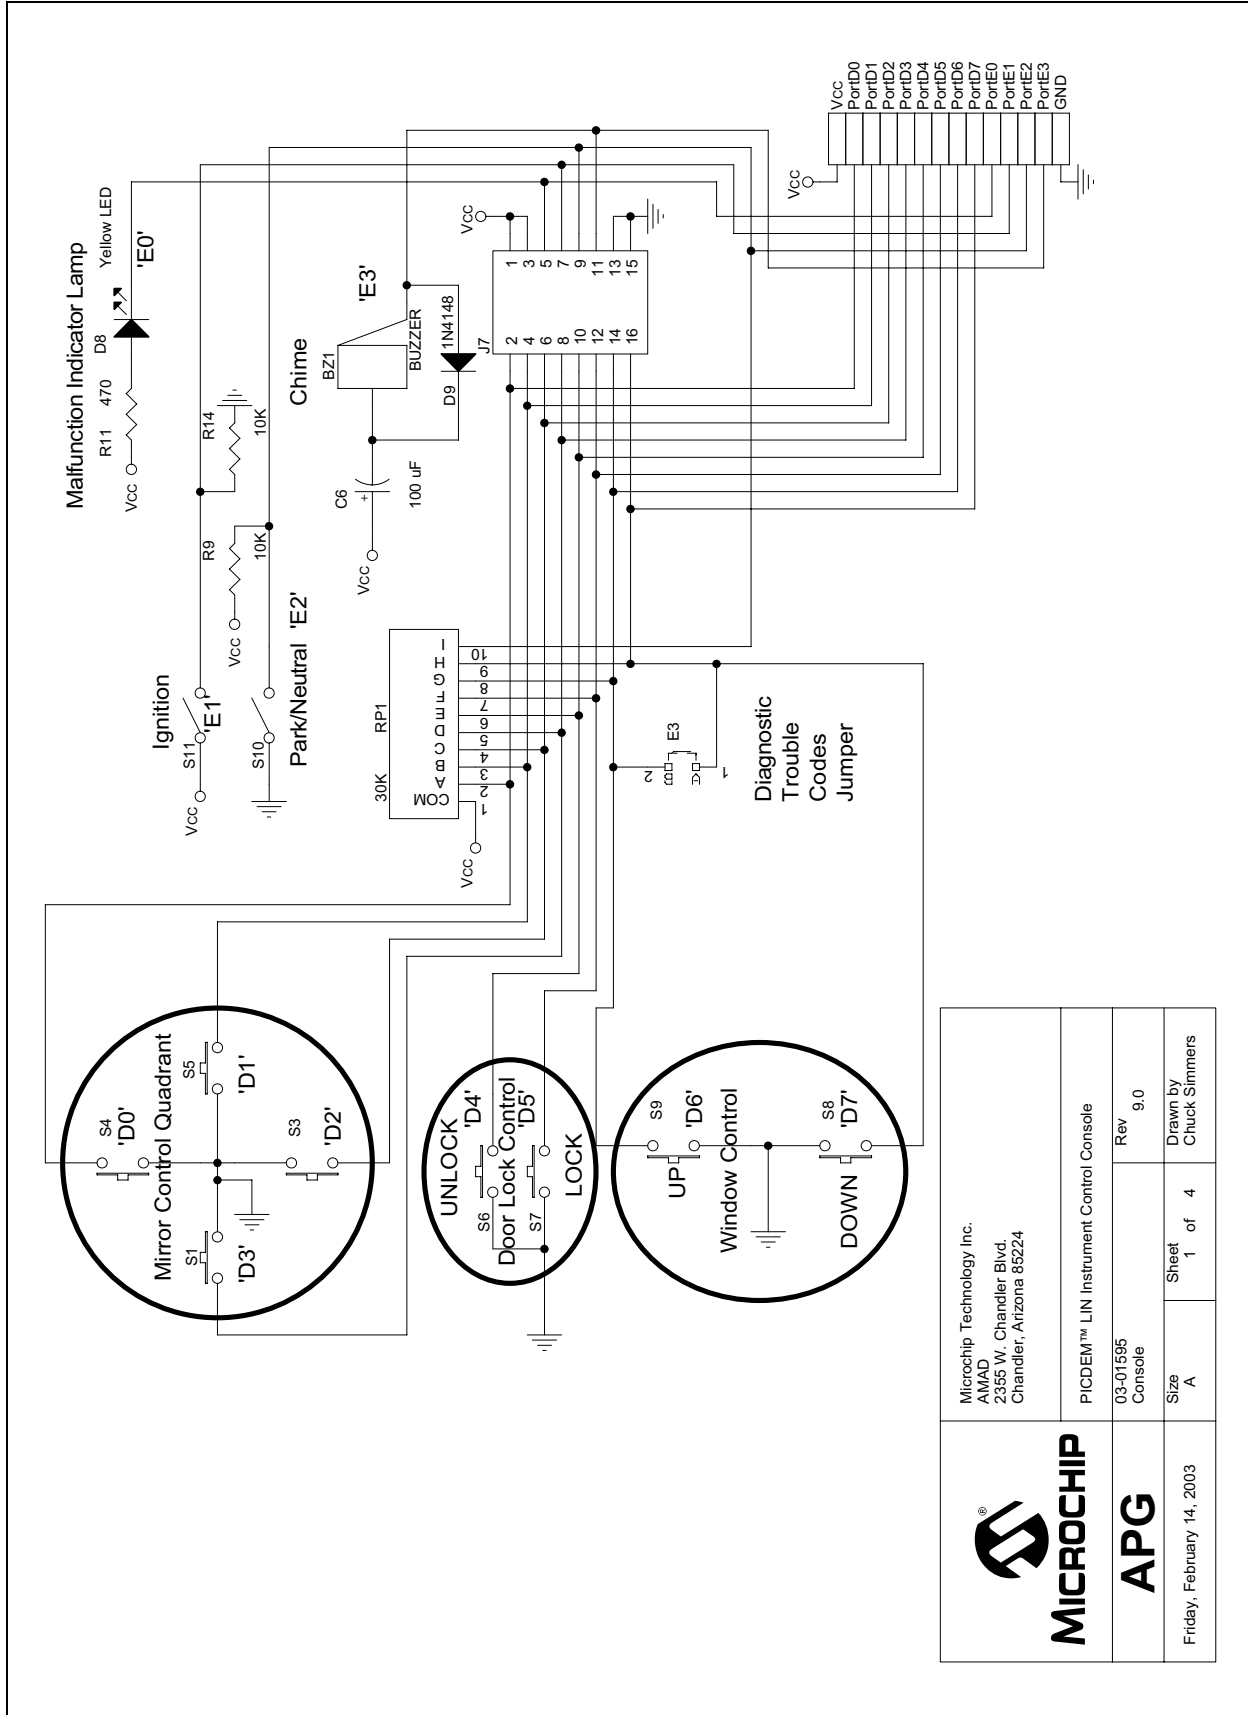 Malfunction Indicator Lamp
D8
Yellow LED
R11
470
VCC
'E0'
R14
10K
R9
10K
VCC
Ignition
S11
'E1'
VCC
S10
Park/Neutral 'E2'
Chime
BZ1
'E3'
BUZZER
C6
+
100 uF
VCC
D9
1N4148
J7
VCC
2
4
6
8
10
12
14
16
1
3
5
7
9
11
13
15
VCC
VCC
PortD0
PortD1
PortD2
PortD3
PortD4
PortD5
PortD6
PortD7
PortE0
PortE1
PortE2
PortE3
GND
RP1
30K
COM
A
B
C
D
E
F
G
H
I
1
2
3
4
5
6
7
8
9
10
VCC
E3
2
1
Diagnostic
Trouble
Codes
Jumper
Mirror Control Quadrant
S4
'D0'
S5
'D1'
S3
'D2'
S1
'D3'
UNLOCK
S6
'D4'
Door Lock Control
S7
'D5'
LOCK
UP
S9
'D6'
Window Control
DOWN
S8
'D7'
®
MICROCHIP
Microchip Technology Inc.
AMAD
2355 W. Chandler Blvd.
Chandler, Arizona 85224
PICDEM™ LIN Instrument Control Console
APG
03-01595
Console
Rev
9.0
Friday, February 14, 2003
Size
A
Sheet
1 of 4
Drawn by
Chuck Simmers